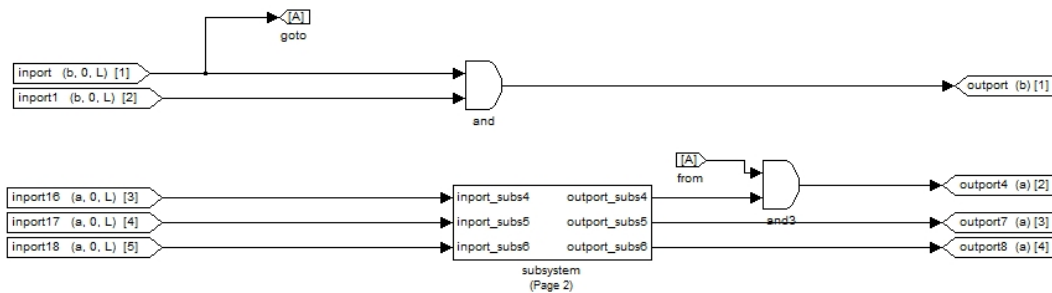 [A]
goto
inport (b, 0, L) [1]
inport1 (b, 0, L) [2]
and
outport (b) [1]
[A]
from
and3
inport16 (a, 0, L) [3]
inport17 (a, 0, L) [4]
inport18 (a, 0, L) [5]
inport_subs4 outport_subs4
inport_subs5 outport_subs5
inport_subs6 outport_subs6
subsystem
(Page 2)
outport4 (a) [2]
outport7 (a) [3]
outport8 (a) [4]